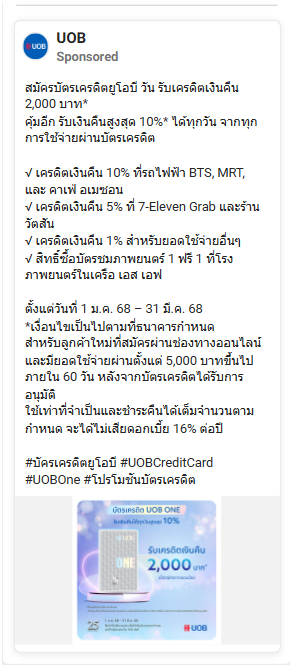 UOB
UOB
Sponsored
สมัครบัตรเครดิตยูโอบี วัน รับเครดิตเงินคืน
2,000 บาท*
คุ้มอีก รับเงินคืนสูงสุด 10%* ได้ทุกวัน จากทุก
การใช้จ่ายผ่านบัตรเครดิต
√ เครดิตเงินคืน 10% ที่รถไฟฟ้า BTS, MRT,
และ คาเฟ่ อเมซอน
√ เครดิตเงินคืน 5% ที่ 7-Eleven Grab และร้าน
วัตสัน
√ เครดิตเงินคืน 1% สำหรับยอดใช้จ่ายอื่นๆ
√ สิทธิ์ซื้อบัตรชมภาพยนตร์ 1 ฟรี 1 ที่โรง
ภาพยนตร์ในเครือ เอส เอฟ
ตั้งแต่วันที่ 1 ม.ค. 68 – 31 มี.ค. 68
*เงื่อนไขเป็นไปตามที่ธนาคารกำหนด
สำหรับลูกค้าใหม่ที่สมัครผ่านช่องทางออนไลน์
และมียอดใช้จ่ายผ่านตั้งแต่ 5,000 บาทขึ้นไป
ภายใน 60 วัน หลังจากบัตรเครดิตได้รับการ
อนุมัติ
ใช้เท่าที่จำเป็นและชำระคืนได้เต็มจำนวนตาม
กำหนด จะได้ไม่เสียดอกเบี้ย 16% ต่อปี
#บัตรเครดิตยูโอบี #UOBCreditCard
#UOBOne #โปรโมชันบัตรเครดิต
บัตรเครดิต UOB ONE
รับเงินคืนได้ทุกวันสูงสุด 10%
UOB
ONE
รับเครดิตเงินคืน
2,000 บาท*
25
UOB